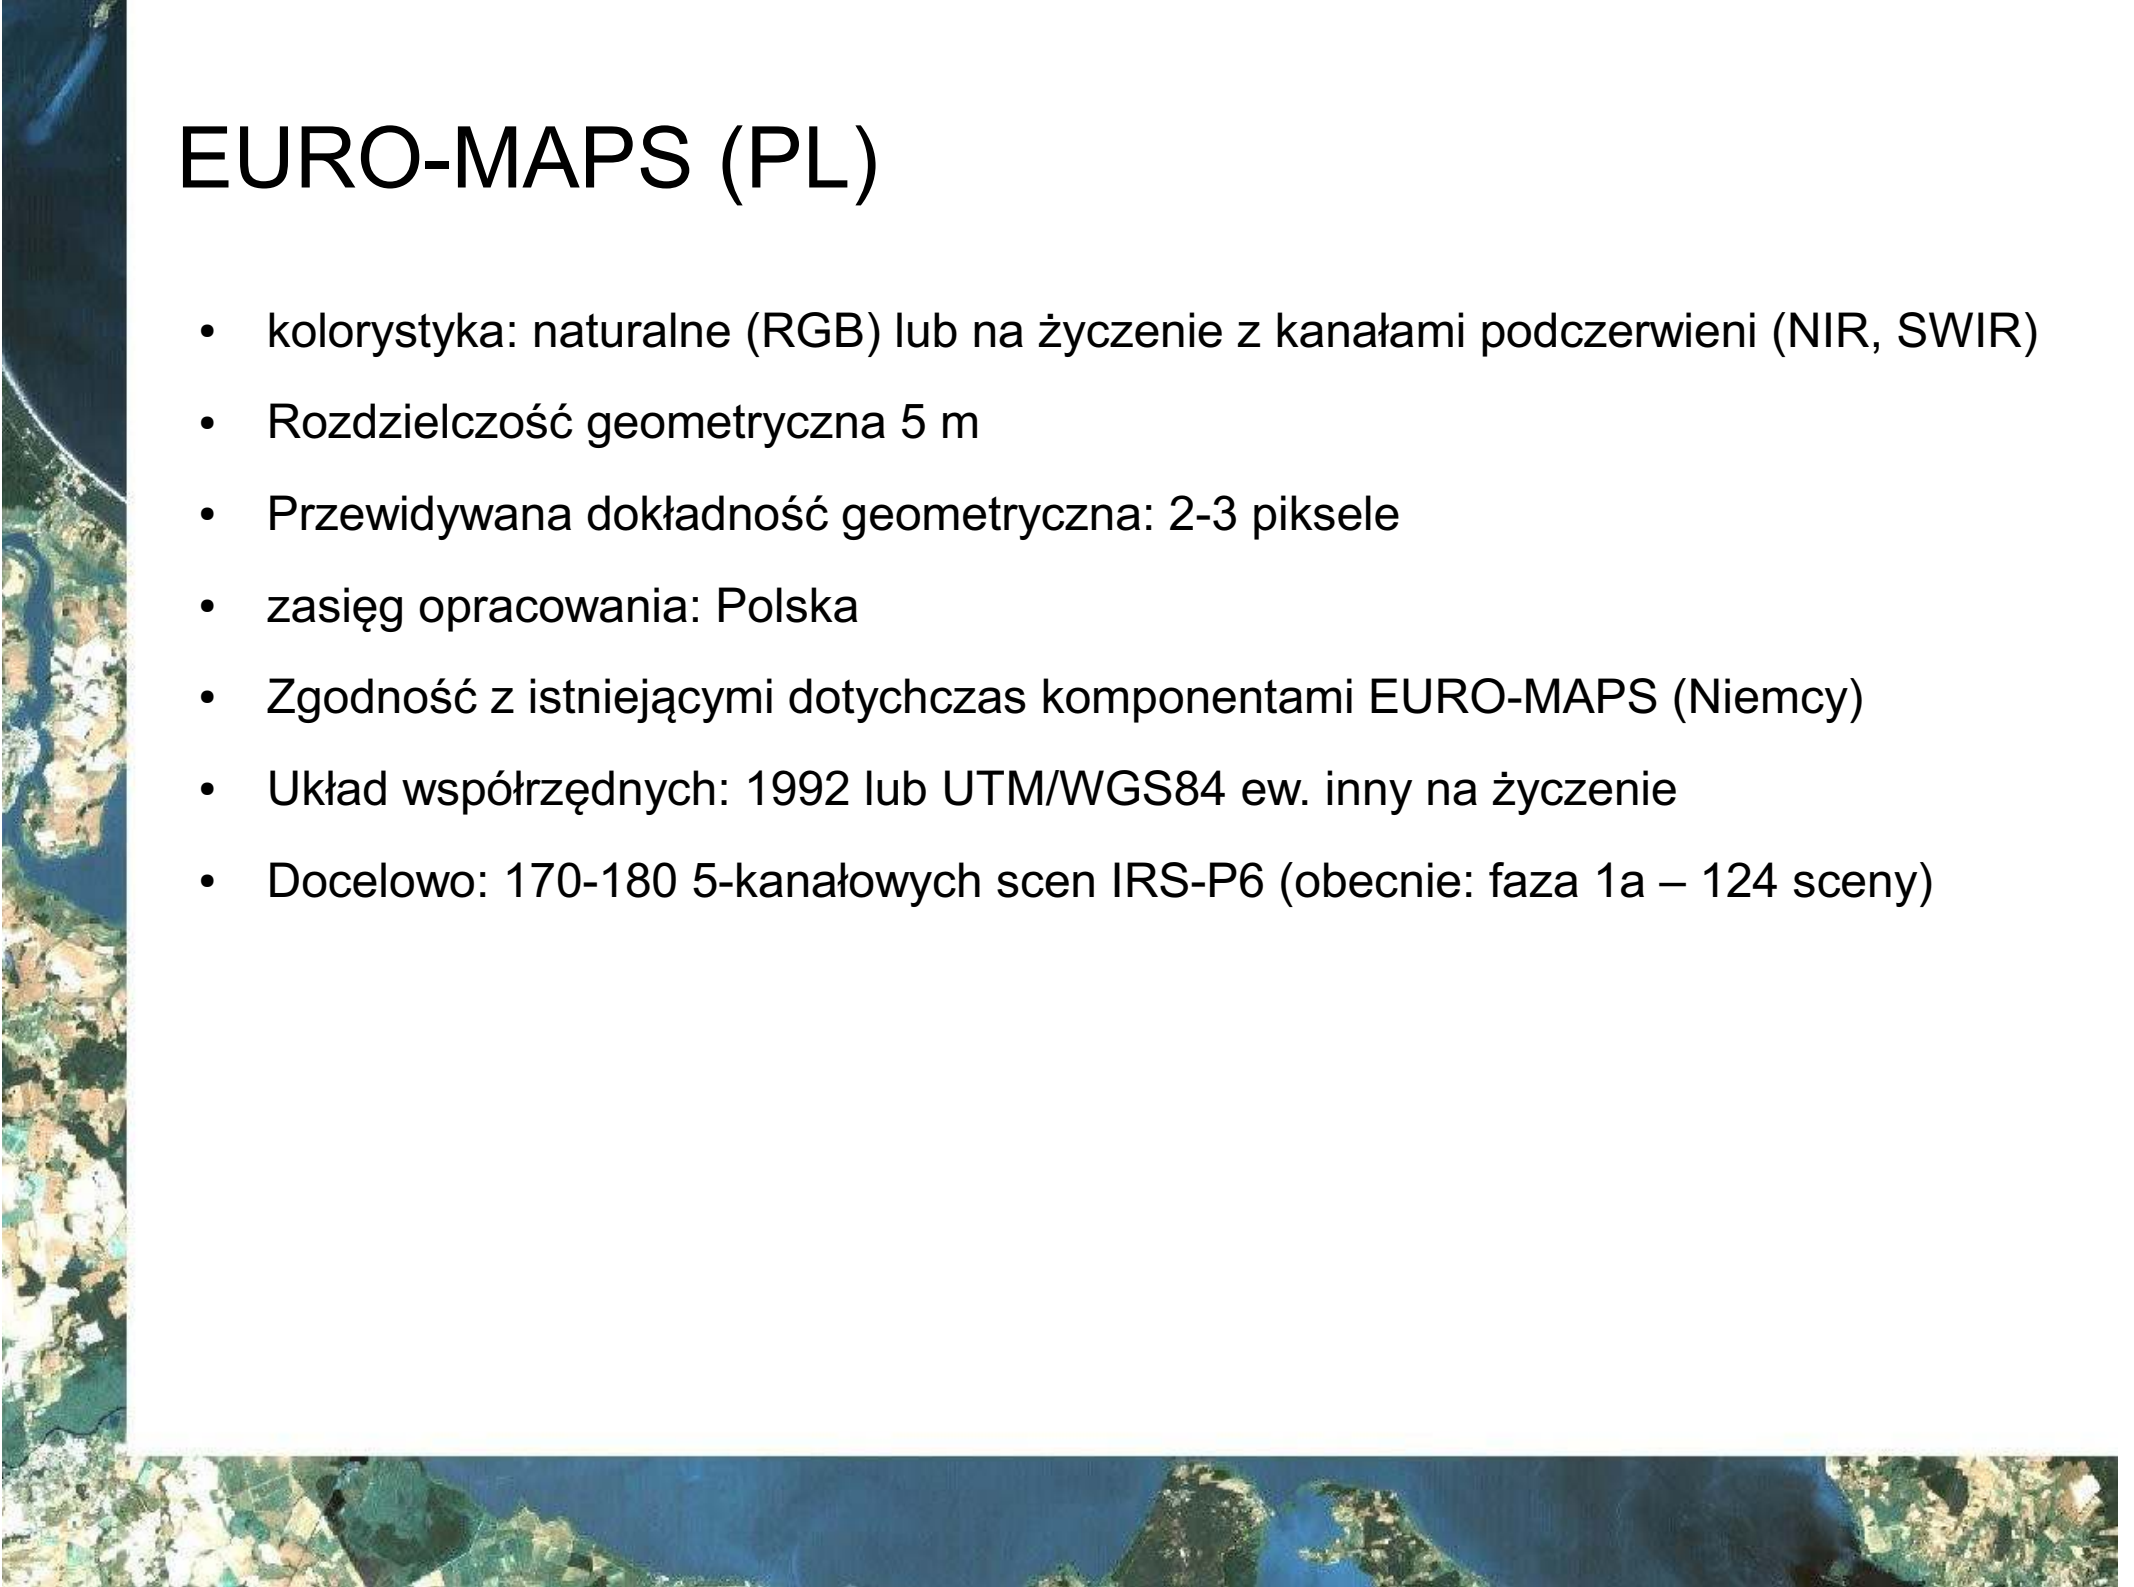 EURO-MAPS (PL)
• kolorystyka: naturalne (RGB) lub na życzenie z kanałami podczerwieni (NIR, SWIR)
• Rozdzielczość geometryczna 5 m
• Przewidywana dokładność geometryczna: 2-3 piksele
• zasięg opracowania: Polska
• Zgodność z istniejącymi dotychczas komponentami EURO-MAPS (Niemcy)
• Układ współrzędnych: 1992 lub UTM/WGS84 ew. inny na życzenie
• Docelowo: 170-180 5-kanałowych scen IRS-P6 (obecnie: faza 1a – 124 sceny)